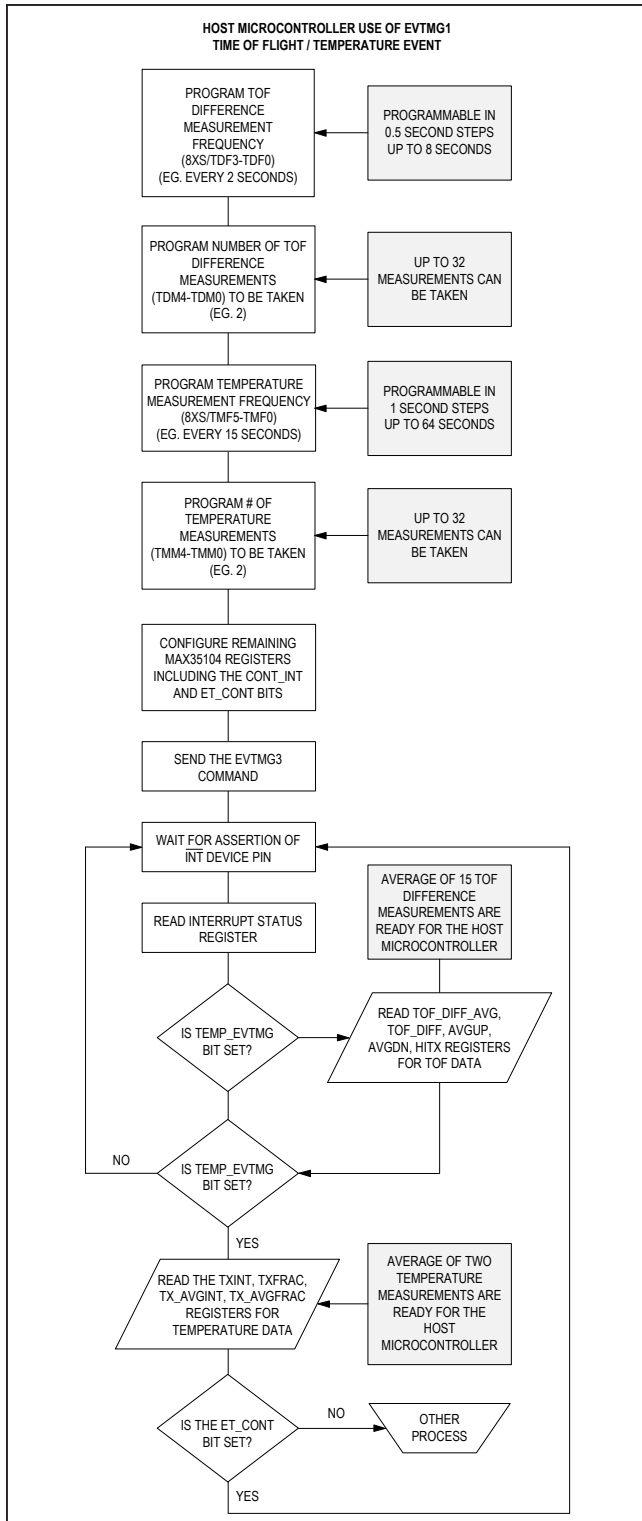 HOST MICROCONTROLLER USE OF EVTMG1
TIME OF FLIGHT / TEMPERATURE EVENT
PROGRAM TOF
DIFFERENCE
MEASUREMENT
FREQUENCY
(8XS/TDF3-TDF0)
(EG. EVERY 2 SECONDS)
PROGRAMMABLE IN
0.5 SECOND STEPS
UP TO 8 SECONDS
PROGRAM NUMBER OF TOF
DIFFERENCE
MEASUREMENTS
(TDM4-TDM0) TO BE TAKEN
(EG. 2)
UP TO 32
MEASUREMENTS CAN
BE TAKEN
PROGRAM TEMPERATURE
MEASUREMENT FREQUENCY
(8XS/TMF5-TMF0)
(EG. EVERY 15 SECONDS)
PROGRAMMABLE IN
1 SECOND STEPS
UP TO 64 SECONDS
PROGRAM # OF
TEMPERATURE
MEASUREMENTS
(TMM4-TMM0) TO BE TAKEN
(EG. 2)
UP TO 32
MEASUREMENTS CAN
BE TAKEN
CONFIGURE REMAINING
MAX35104 REGISTERS
INCLUDING THE CONT_INT
AND ET_CONT BITS
SEND THE EVTMG3
COMMAND
WAIT FOR ASSERTION OF
INT DEVICE PIN
READ INTERRUPT STATUS
REGISTER
AVERAGE OF 15 TOF
DIFFERENCE
MEASUREMENTS ARE
READY FOR THE HOST
MICROCONTROLLER
IS TEMP_EVTMG
BIT SET?
READ TOF_DIFF_AVG,
TOF_DIFF, AVGUP,
AVGDN, HITX REGISTERS
FOR TOF DATA
NO
IS TEMP_EVTMG
BIT SET?
YES
READ THE TXINT, TXFRAC,
TX_AVGINT, TX_AVGFRAC
REGISTERS FOR
TEMPERATURE DATA
AVERAGE OF TWO
TEMPERATURE
MEASUREMENTS ARE
READY FOR THE
HOST
MICROCONTROLLER
IS THE ET_CONT
BIT SET?
NO
OTHER
PROCESS
YES